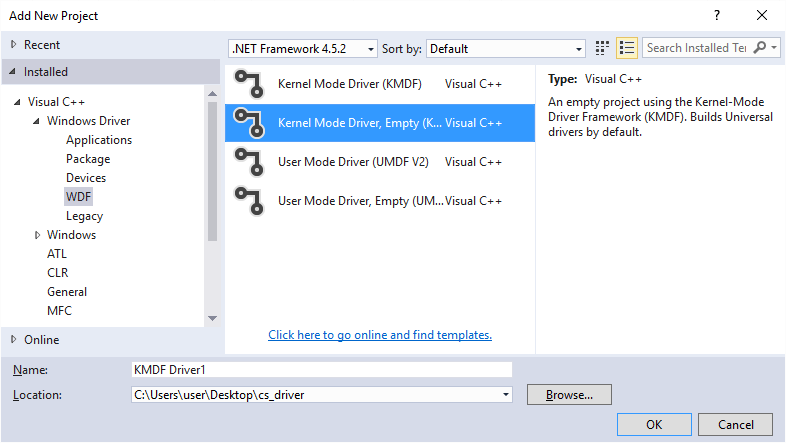 Add New Project
?
Recent
.NET Framework 4.5.2
Sort by:
Default
Search Installed Te
Installed
Visual C++
Windows Driver
Applications
Package
Devices
WDF
Legacy
Windows
ATL
CLR
General
MFC
Online
Kernel Mode Driver (KMDF) Visual C++
Kernel Mode Driver, Empty (K... Visual C++
User Mode Driver (UMDF V2) Visual C++
User Mode Driver, Empty (UM... Visual C++
Click here to go online and find templates.
Type: Visual C++
An empty project using the Kernel-Mode
Driver Framework (KMDF). Builds Universal
drivers by default.
Name: KMDF Driver1
Location: C:\Users\user\Desktop\cs_driver
Browse...
OK
Cancel